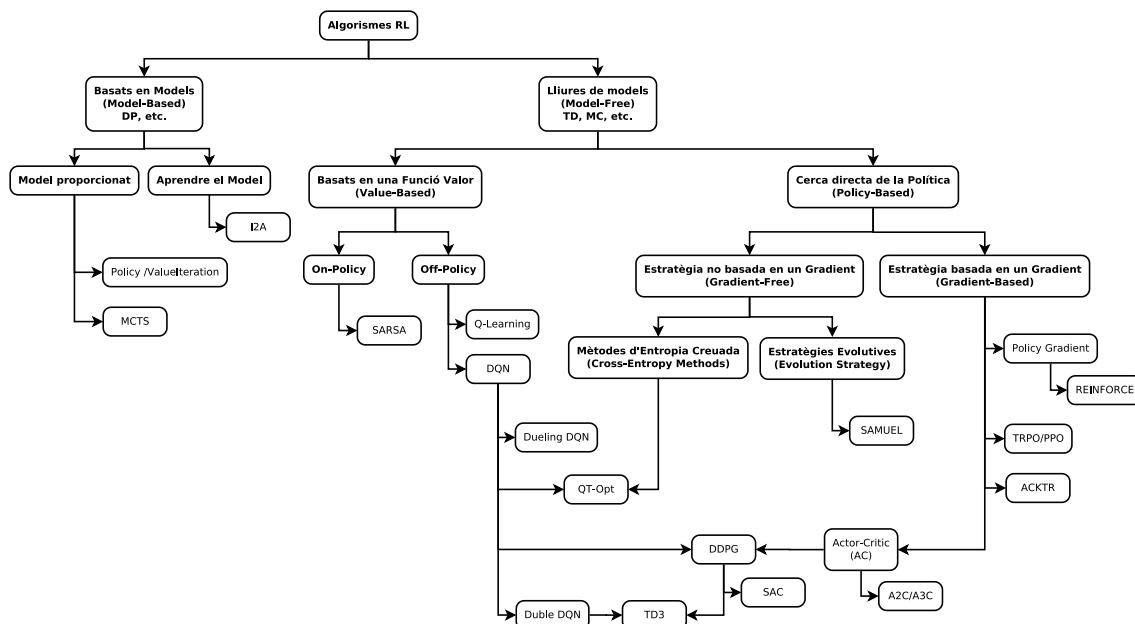 Algorismes RL
Basats en Models
(Model-Based)
DP, etc.
Lliures de models
(Model-Free)
TD, MC, etc.
Model proporcionat
Aprendre el Model
Basats en una Funció Valor
(Value-Based)
Cerca directa de la Política
(Policy-Based)
I2A
Policy /ValueIteration
MCTS
On-Policy
Off-Policy
Estratègia no basada en un Gradient
(Gradient-Free)
Estratègia basada en un Gradient
(Gradient-Based)
SARSA
Q-Learning
DQN
Mètodes d'Entropia Creuada
(Cross-Entropy Methods)
Estratègies Evolutives
(Evolution Strategy)
Policy Gradient
REINFORCE
Dueling DQN
SAMUEL
TRPO/PPO
QT-Opt
ACKTR
DDPG
Actor-Critic
(AC)
SAC
A2C/A3C
Duble DQN
TD3